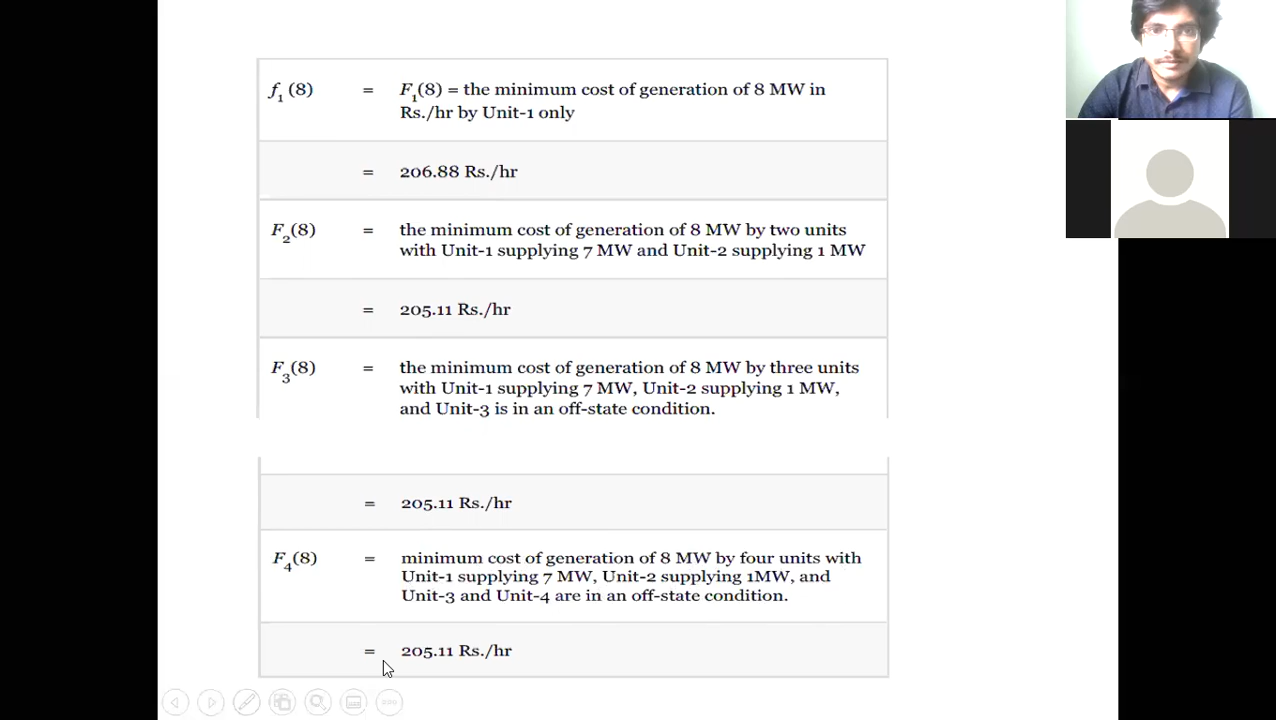 f1 (8) = F1(8) = the minimum cost of generation of 8 MW in
Rs./hr by Unit-1 only
= 206.88 Rs./hr
F2(8) = the minimum cost of generation of 8 MW by two units
with Unit-1 supplying 7 MW and Unit-2 supplying 1 MW
= 205.11 Rs./hr
F3(8) = the minimum cost of generation of 8 MW by three units
with Unit-1 supplying 7 MW, Unit-2 supplying 1 MW,
and Unit-3 is in an off-state condition.
= 205.11 Rs./hr
F4(8) = minimum cost of generation of 8 MW by four units with
Unit-1 supplying 7 MW, Unit-2 supplying 1MW, and
Unit-3 and Unit-4 are in an off-state condition.
= 205.11 Rs./hr